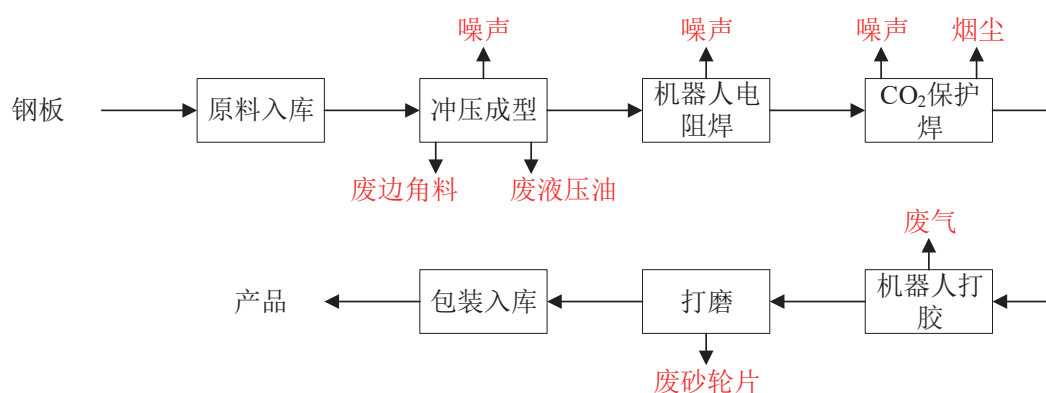 噪声
噪声
噪声
烟尘
钢板
原料入库
冲压成型
机器人电
阻焊
CO₂保护
焊
废边角料
废液压油
废气
产品
包装入库
打磨
机器人打
胶
废砂轮片